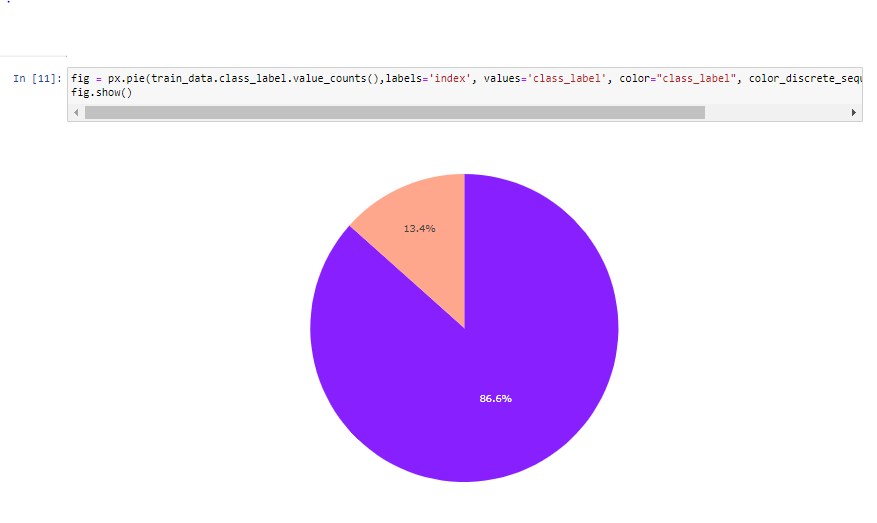 In [11]: fig = px.pie(train_data.class_label.value_counts(),labels='index', values='class_label', color="class_label", color_discrete_sequ
fig.show()
13.4%
86.6%